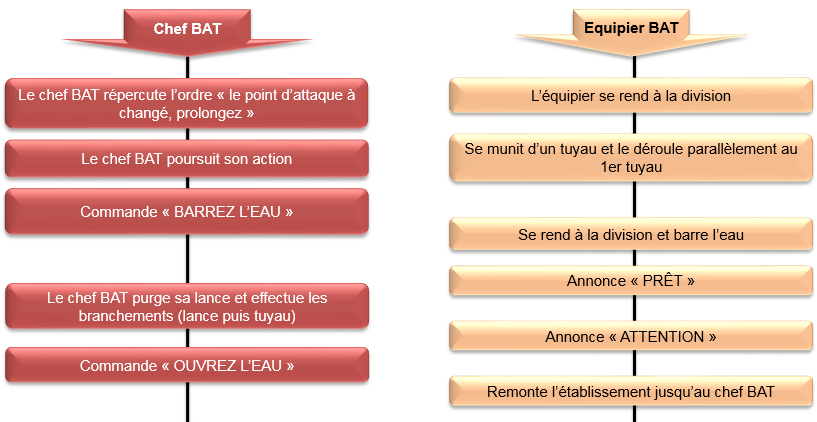 Chef BAT
Le chef BAT répercute l’ordre « le point d’attaque à
changé, prolongez »
Le chef BAT poursuit son action
Commande « BARREZ L’EAU »
Le chef BAT purge sa lance et effectue les
branchements (lance puis tuyau)
Commande « OUVREZ L’EAU »
Equipier BAT
L’équipier se rend à la division
Se munit d’un tuyau et le déroule parallèlement au
1er tuyau
Se rend à la division et barre l’eau
Annonce « PRÊT »
Annonce « ATTENTION »
Remonte l’établissement jusqu’au chef BAT